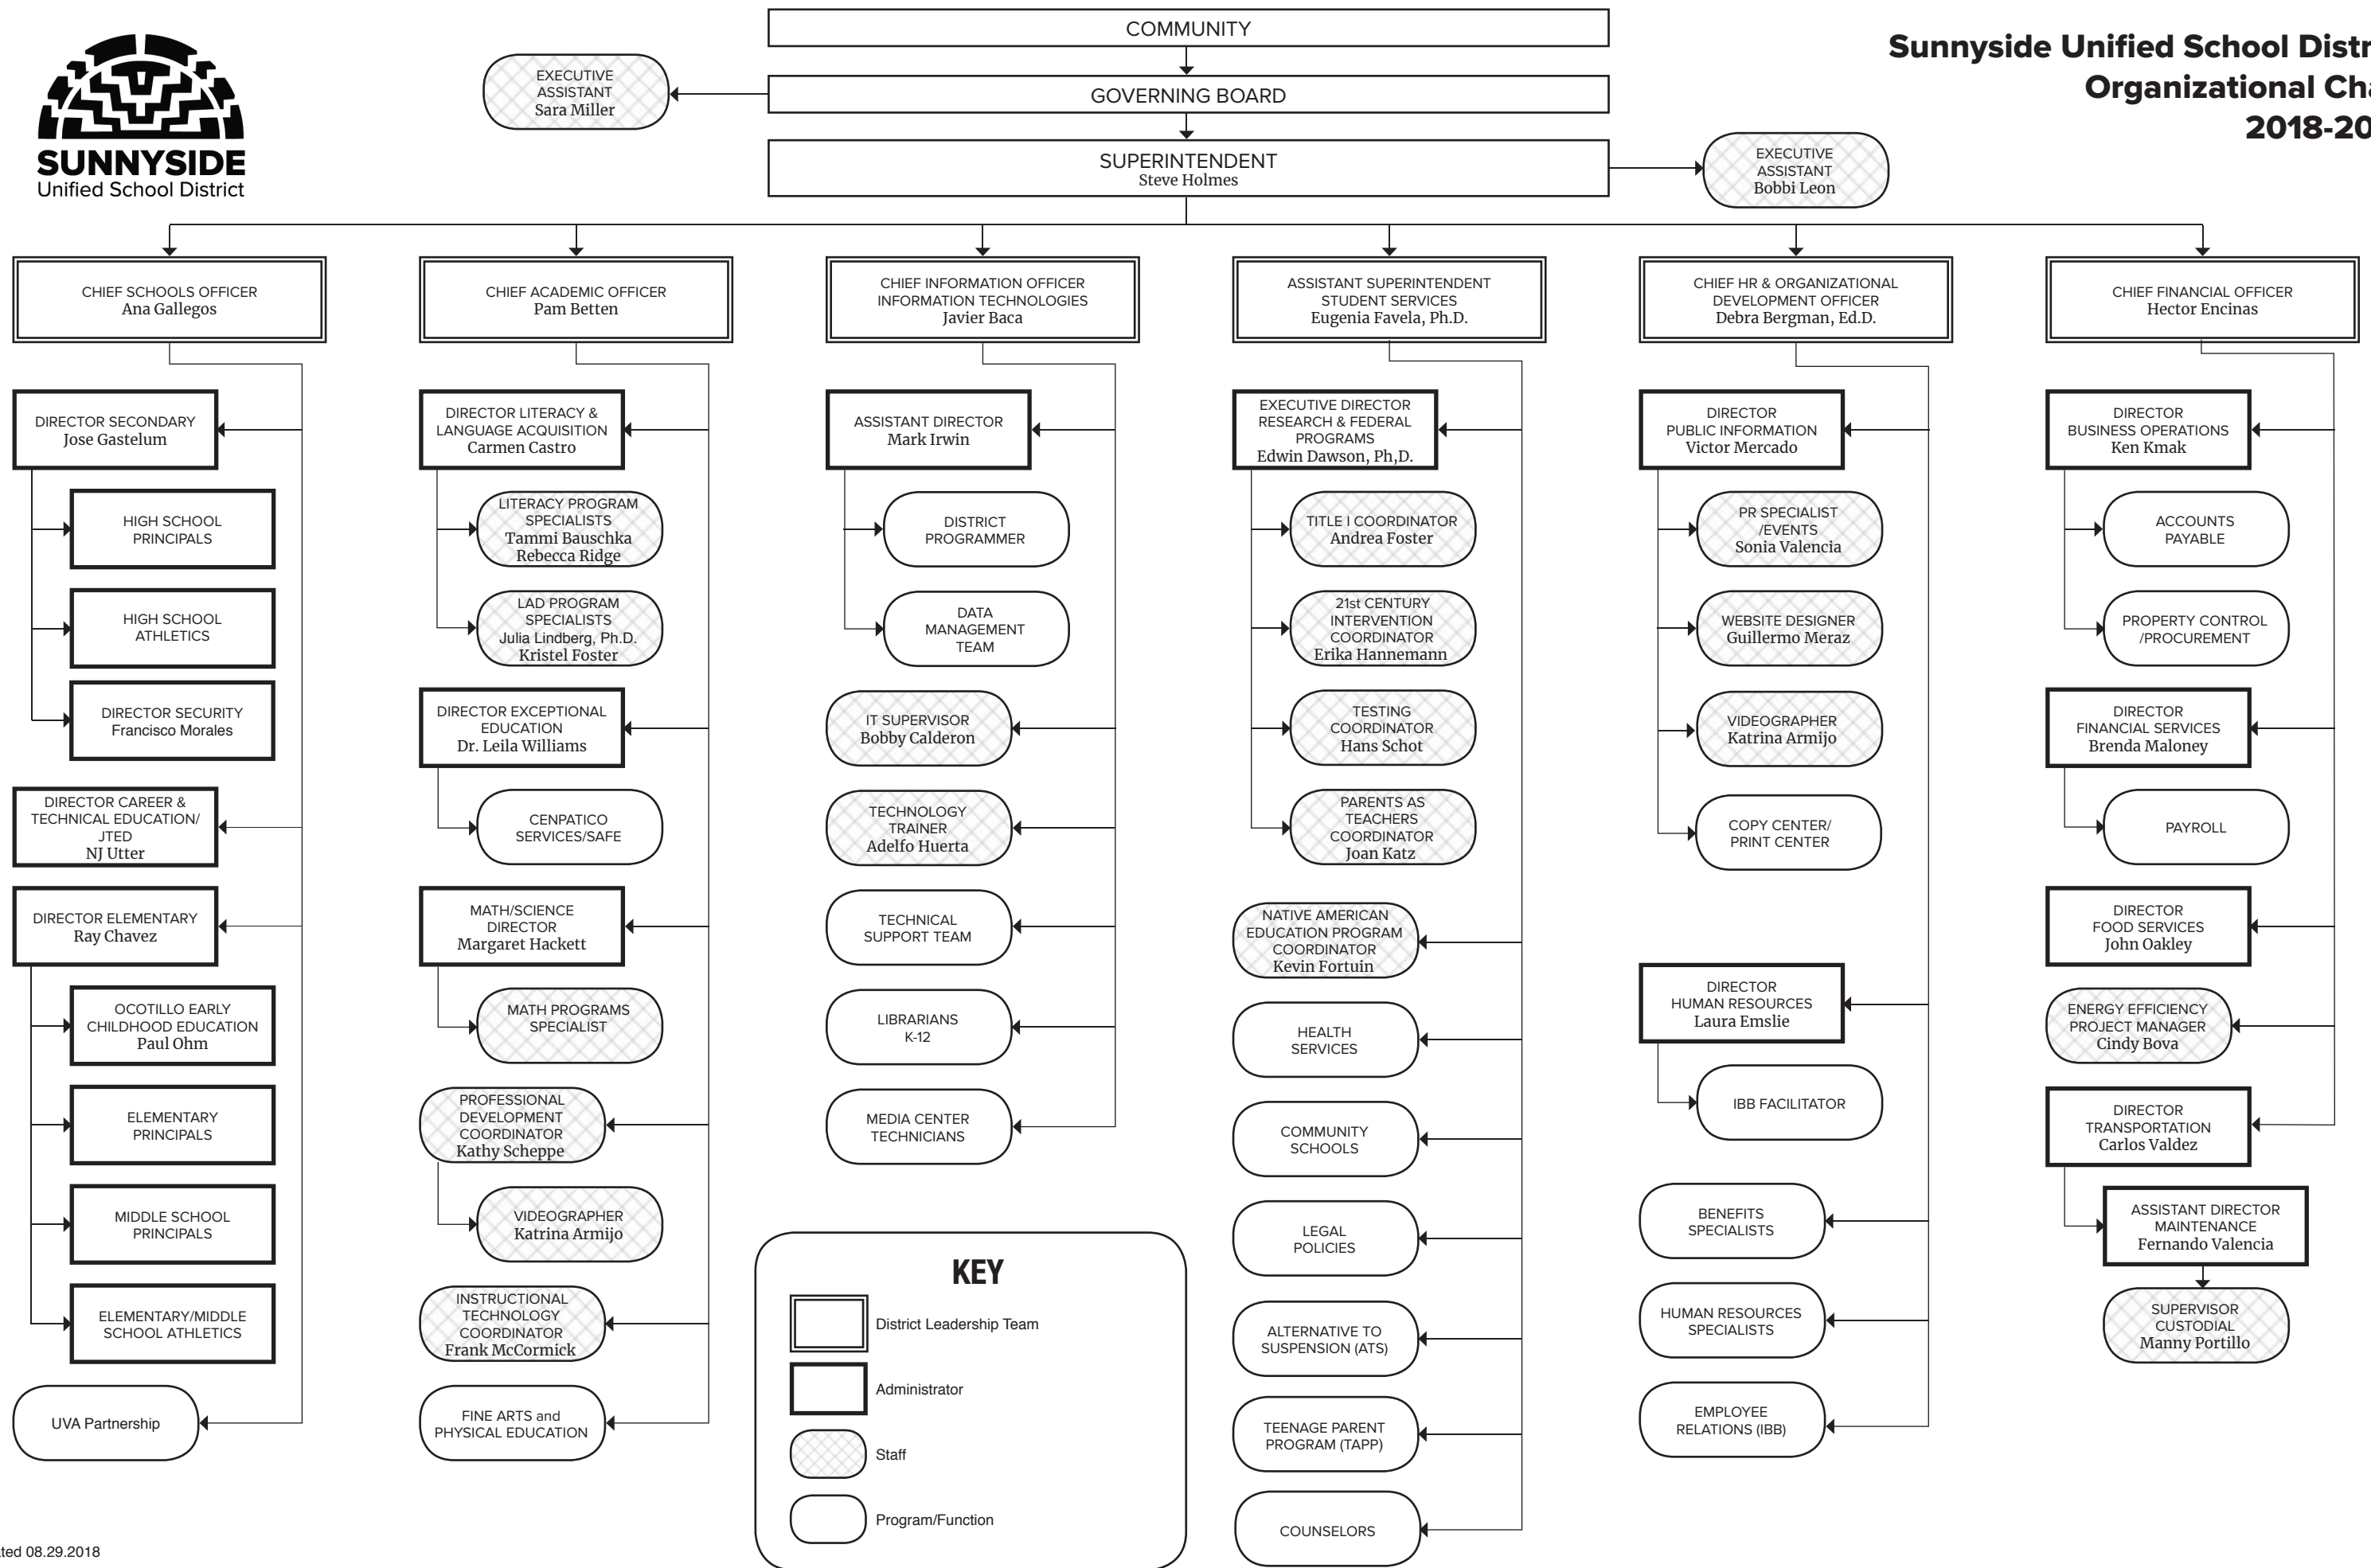 COMMUNITY
GOVERNING BOARD
EXECUTIVE
ASSISTANT
Sara Miller
SUPERINTENDENT
Steve Holmes
EXECUTIVE
ASSISTANT
Bobbi Leon
SUNNYSIDE
Unified School District
Sunnyside Unified School
Organizational
CHIEF SCHOOLS OFFICER
Ana Gallegos
DIRECTOR SECONDARY
Jose Gastelum
HIGH SCHOOL
PRINCIPALS
HIGH SCHOOL
ATHLETICS
DIRECTOR SECURITY
Francisco Morales
DIRECTOR CAREER &
TECHNICAL EDUCATION/
JTED
NJ Utter
DIRECTOR ELEMENTARY
Ray Chavez
OCOTILLO EARLY
CHILDHOOD EDUCATION
Paul Ohm
ELEMENTARY
PRINCIPALS
MIDDLE SCHOOL
PRINCIPALS
ELEMENTARY/MIDDLE
SCHOOL ATHLETICS
UVA Partnership
CHIEF ACADEMIC OFFICER
Pam Betten
DIRECTOR LITERACY &
LANGUAGE ACQUISITION
Carmen Castro
LITERACY PROGRAM
SPECIALISTS
Tammi Bauschka
Rebecca Ridge
LAD PROGRAM
SPECIALISTS
Julia Lindberg, Ph.D.
Kristel Foster
DIRECTOR EXCEPTIONAL
EDUCATION
Dr. Leila Williams
CENPATICO
SERVICES/SAFE
MATH/SCIENCE
DIRECTOR
Margaret Hackett
MATH PROGRAMS
SPECIALIST
PROFESSIONAL
DEVELOPMENT
COORDINATOR
Kathy Scheppe
VIDEOGRAPHER
Katrina Armijo
INSTRUCTIONAL
TECHNOLOGY
COORDINATOR
Frank McCormick
FINE ARTS and
PHYSICAL EDUCATION
CHIEF INFORMATION OFFICER
INFORMATION TECHNOLOGIES
Javier Baca
ASSISTANT DIRECTOR
Mark Irwin
DISTRICT
PROGRAMMER
DATA
MANAGEMENT
TEAM
IT SUPERVISOR
Bobby Calderon
TECHNOLOGY
TRAINER
Adelfo Huerta
TECHNICAL
SUPPORT TEAM
LIBRARIANS
K-12
MEDIA CENTER
TECHNICIANS
ASSISTANT SUPERINTENDENT
STUDENT SERVICES
Eugenia Favela, Ph.D.
EXECUTIVE DIRECTOR
RESEARCH & FEDERAL
PROGRAMS
Edwin Dawson, Ph,D.
TITLE I COORDINATOR
Andrea Foster
21st CENTURY
INTERVENTION
COORDINATOR
Erika Hannemann
TESTING
COORDINATOR
Hans Schot
PARENTS AS
TEACHERS
COORDINATOR
Joan Katz
NATIVE AMERICAN
EDUCATION PROGRAM
COORDINATOR
Kevin Fortuin
HEALTH
SERVICES
COMMUNITY
SCHOOLS
LEGAL
POLICIES
ALTERNATIVE TO
SUSPENSION (ATS)
TEENAGE PARENT
PROGRAM (TAPP)
COUNSELORS
CHIEF HR & ORGANIZATIONAL
DEVELOPMENT OFFICER
Debra Bergman, Ed.D.
DIRECTOR
PUBLIC INFORMATION
Victor Mercado
PR SPECIALIST
/EVENTS
Sonia Valencia
WEBSITE DESIGNER
Guillermo Meraz
VIDEOGRAPHER
Katrina Armijo
COPY CENTER/
PRINT CENTER
DIRECTOR
HUMAN RESOURCES
Laura Emslie
IBB FACILITATOR
BENEFITS
SPECIALISTS
HUMAN RESOURCES
SPECIALISTS
EMPLOYEE
RELATIONS (IBB)
CHIEF FINANCIAL OFFICER
Hector Encinas
DIRECTOR
BUSINESS OPERATIONS
Ken Kmak
ACCOUNTS
PAYABLE
PROPERTY CONTROL
/PROCUREMENT
DIRECTOR
FINANCIAL SERVICES
Brenda Maloney
PAYROLL
DIRECTOR
FOOD SERVICES
John Oakley
ENERGY EFFICIENCY
PROJECT MANAGER
Cindy Bova
DIRECTOR
TRANSPORTATION
Carlos Valdez
ASSISTANT DIRECTOR
MAINTENANCE
Fernando Valencia
SUPERVISOR
CUSTODIAL
Manny Portillo
KEY
District Leadership Team
Administrator
Staff
Program/Function
08.29.2018